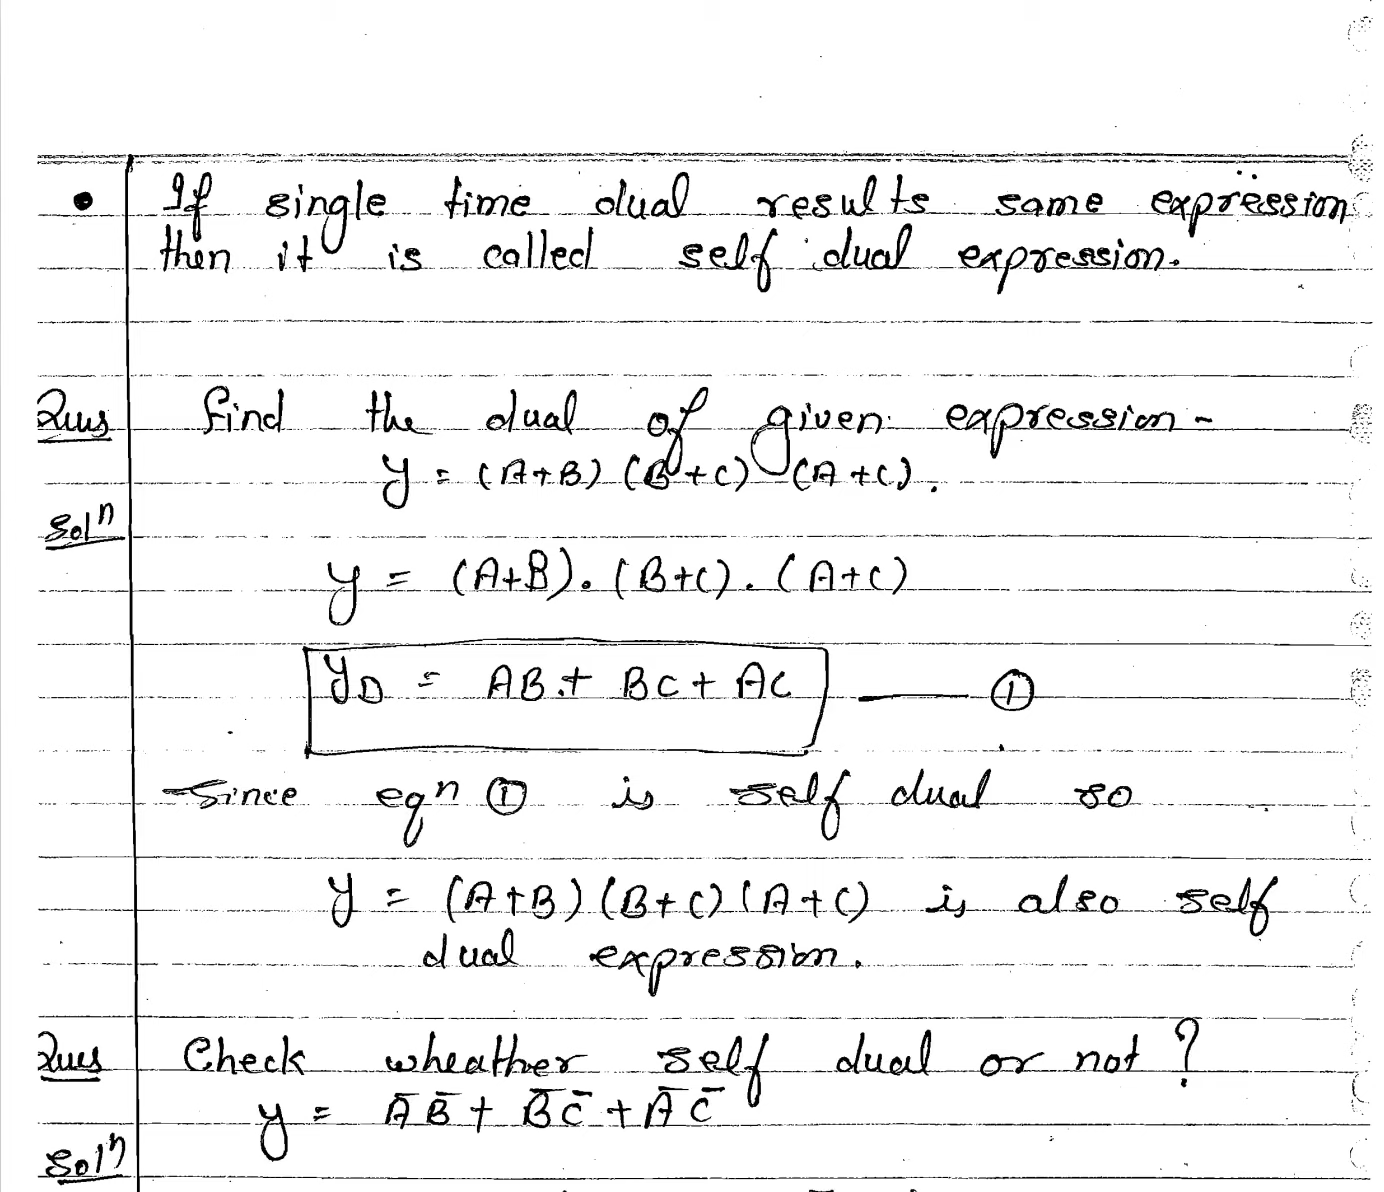 • If single time dual results same expression
then it is called self dual expression.
Ques find the dual of given expression -
y = (A+B) (B+C) (A+C).
Solⁿ
y = (A+B). (B+C). (A+C)
y_D = AB + BC + AC ——— ①
Since eqⁿ ① is self dual so
y = (A+B) (B+C) (A+C) is also self
dual expression.
Ques Check wheather self dual or not ?
y = A̅ B̅ + B̅ C̅ + A̅ C̅
Solⁿ